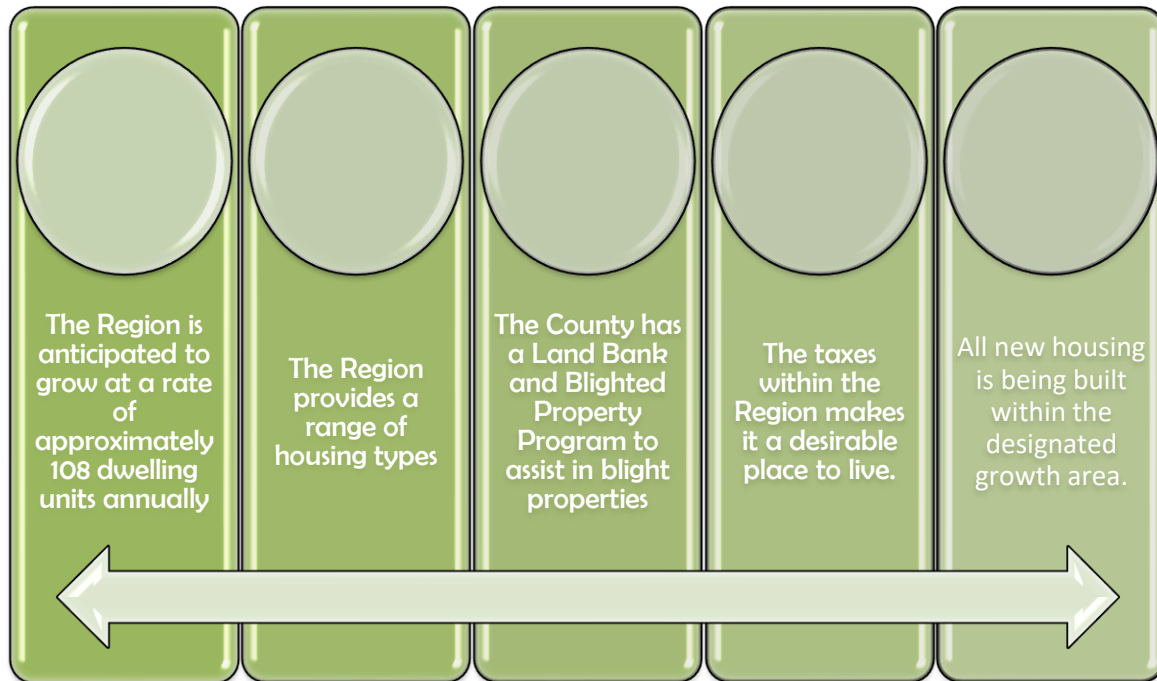 The Region is
anticipated to
grow at a rate
of
approximately
108 dwelling
units annually
The Region
provides a
range of
housing types
The County has
a Land Bank
and Blighted
Property
Program to
assist in blight
properties
The taxes
within the
Region makes
it a desirable
place to live.
All new housing
is being built
within the
designated
growth area.